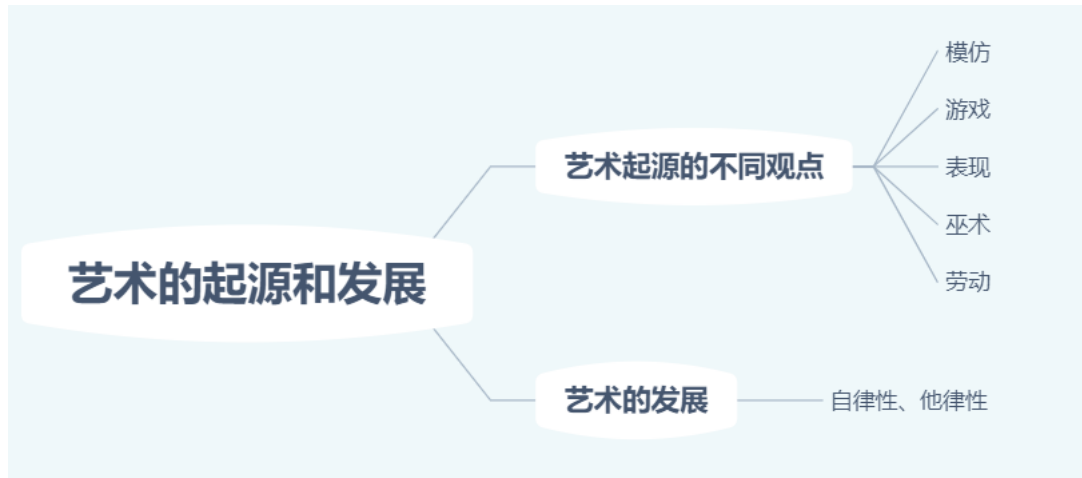 艺术的起源和发展
艺术起源的不同观点
模仿
游戏
表现
巫术
劳动
艺术的发展
自律性、他律性